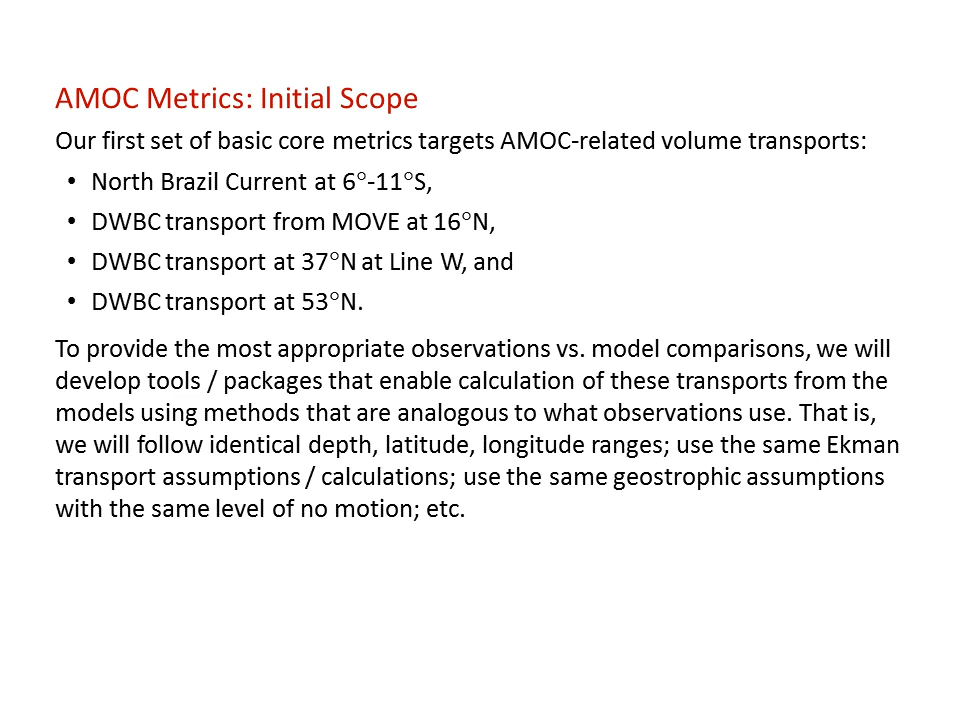 AMOC Metrics: Initial Scope
Our first set of basic core metrics targets AMOC-related volume transports:
• North Brazil Current at 6°-11°S,
• DWBC transport from MOVE at 16°N,
• DWBC transport at 37°N at Line W, and
• DWBC transport at 53°N.
To provide the most appropriate observations vs. model comparisons, we will
develop tools / packages that enable calculation of these transports from the
models using methods that are analogous to what observations use. That is,
we will follow identical depth, latitude, longitude ranges; use the same Ekman
transport assumptions / calculations; use the same geostrophic assumptions
with the same level of no motion; etc.